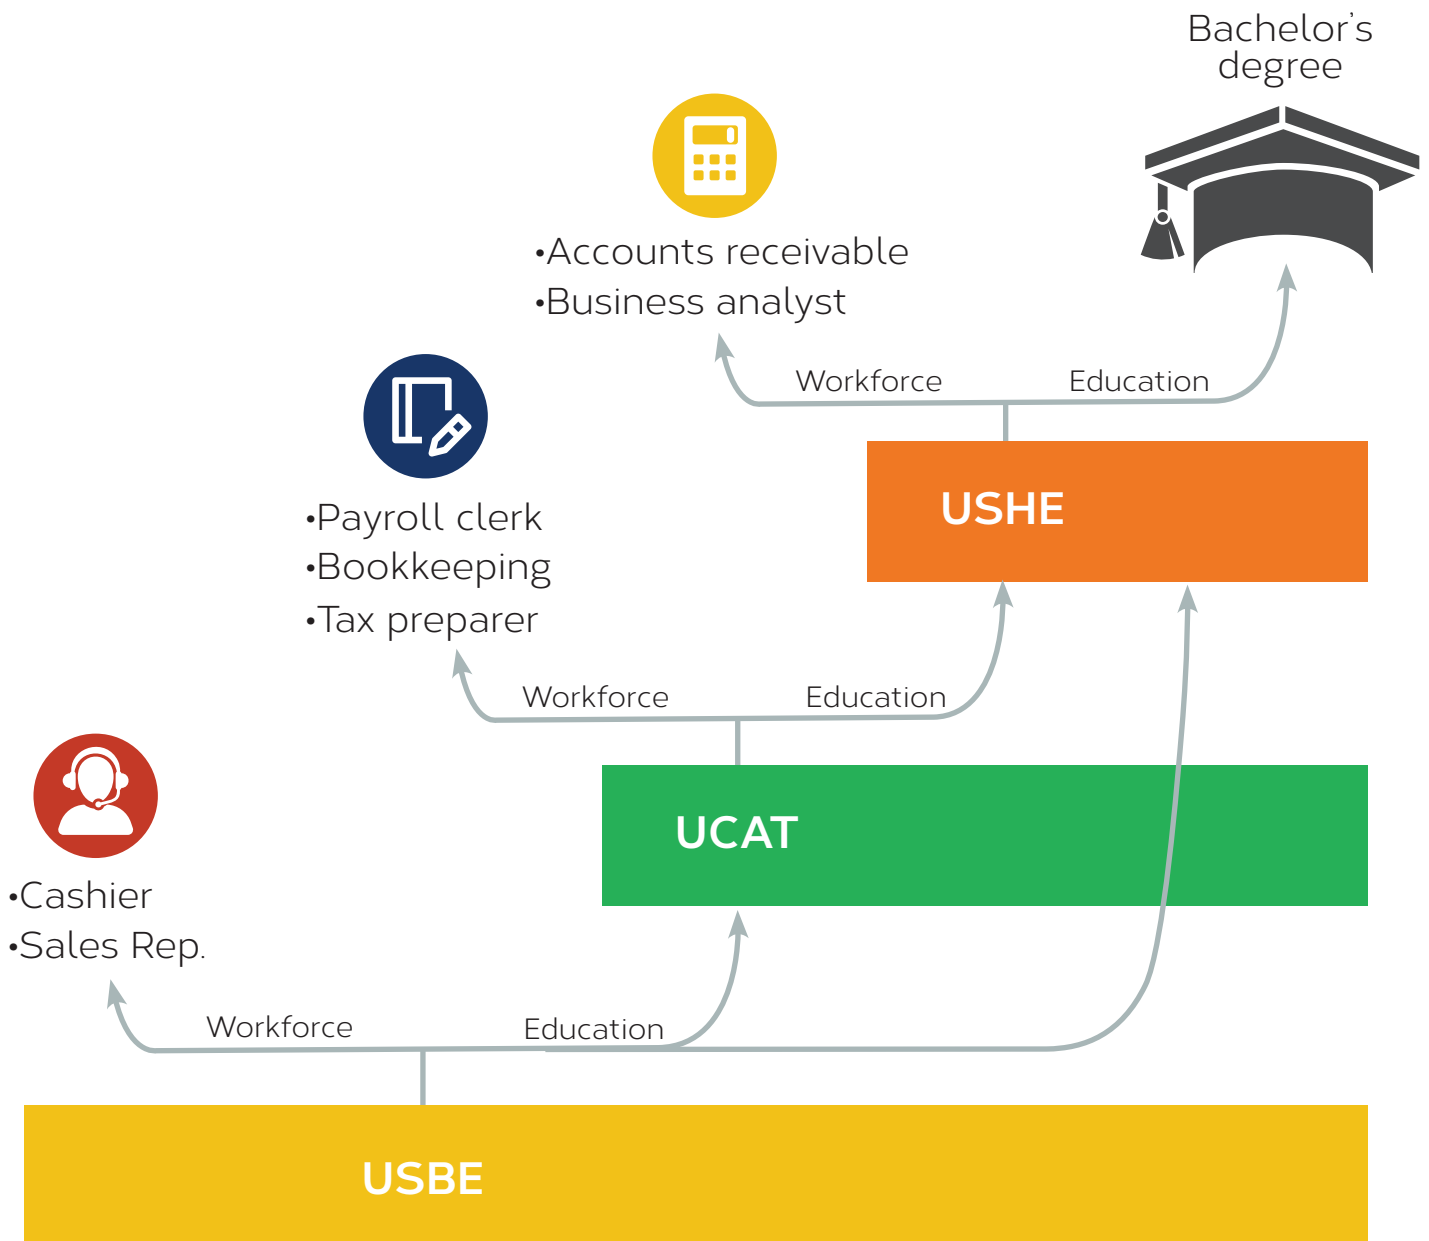 Bachelor's
degree
•Accounts receivable
•Business analyst
Workforce
Education
USHE
•Payroll clerk
•Bookkeeping
•Tax preparer
Workforce
Education
UCAT
•Cashier
•Sales Rep.
Workforce
Education
USBE